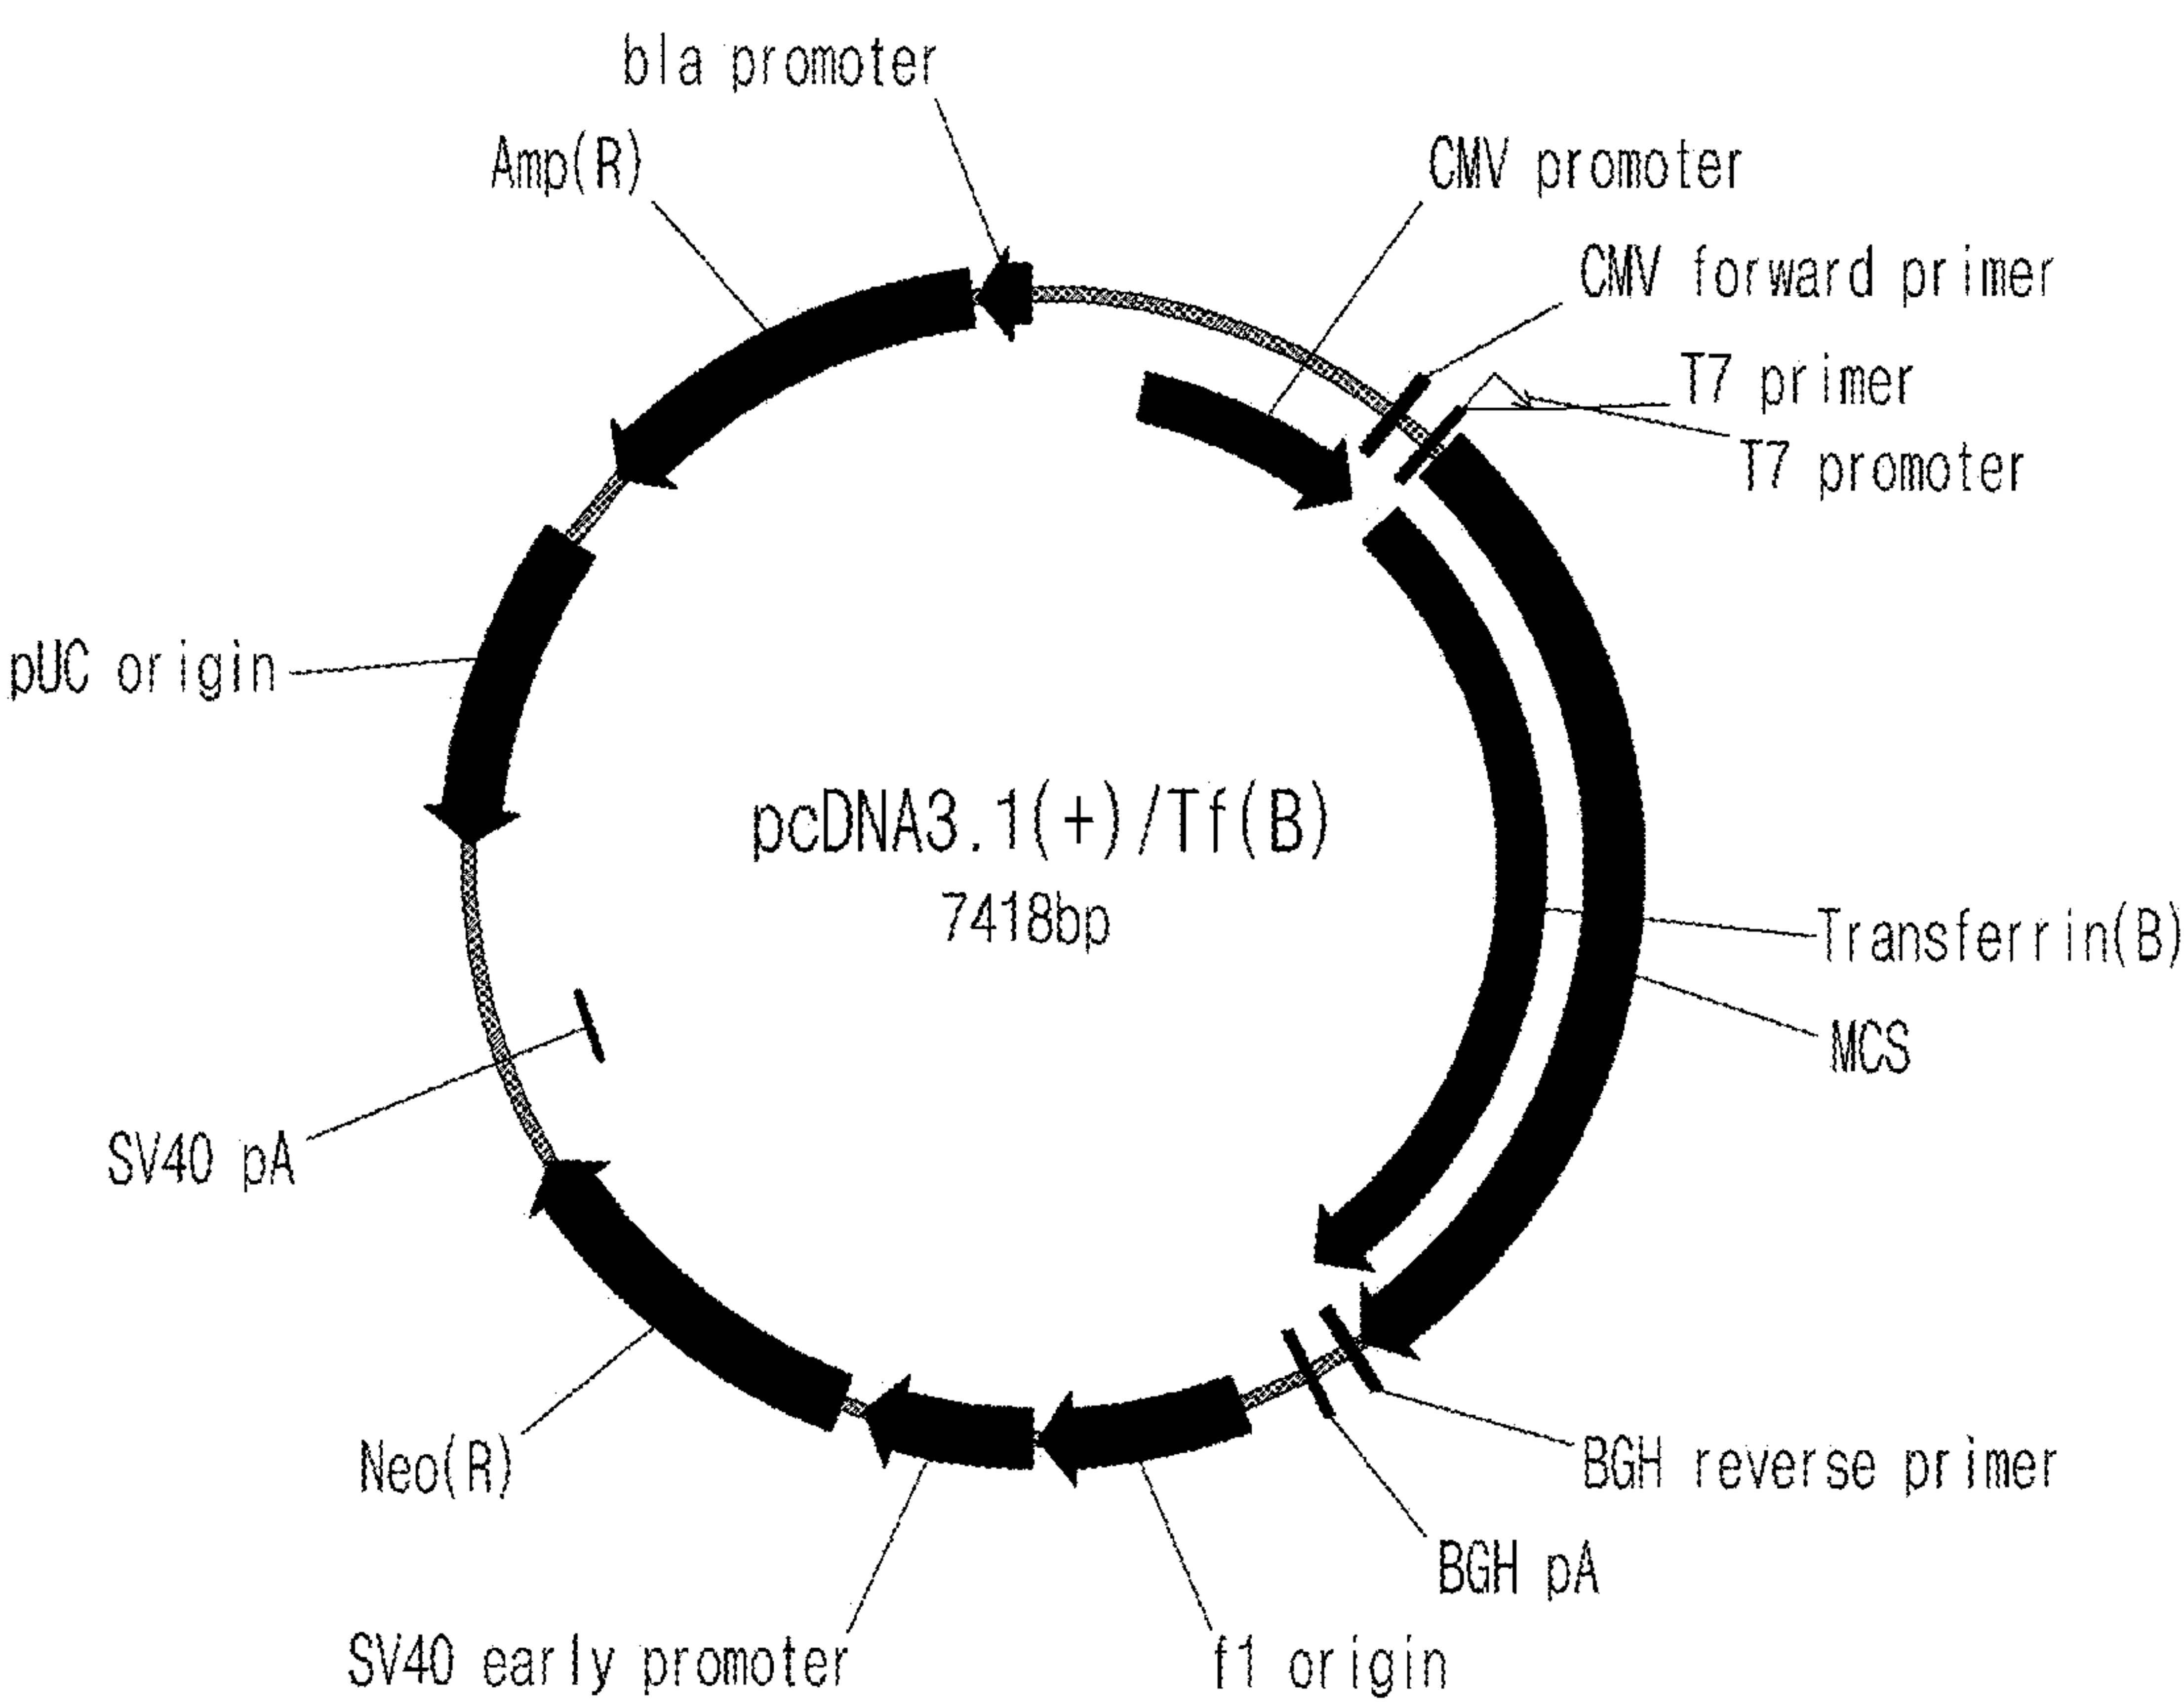 bla promoter
Amp(R)
CMV promoter
CMV forward primer
T7 primer
T7 promoter
pUC origin
pcDNA3.1(+)/Tf(B)
7418bp
Transferrin(B)
MCS
SV40 pA
Neo(R)
BGH reverse primer
BGH pA
SV40 early promoter
f1 origin